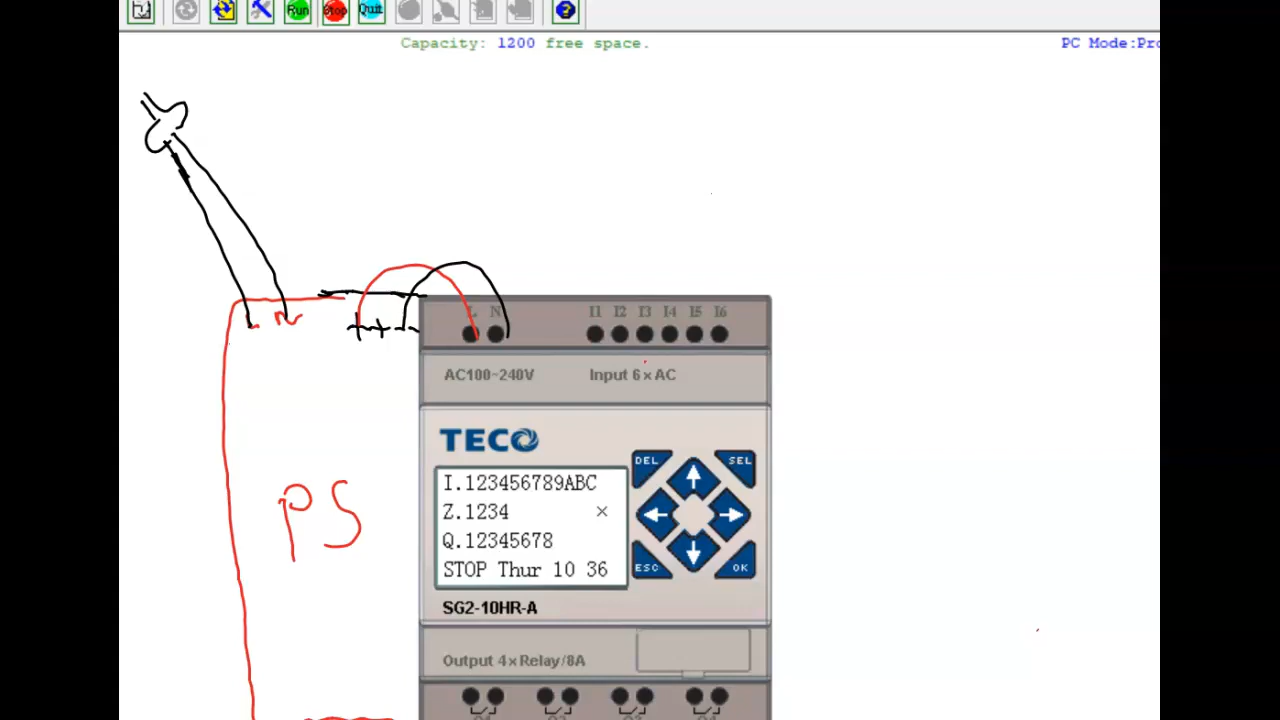 Run Stop Quit
Capacity: 1200 free space.
PC Mode:Pro
L N I1 I2 I3 I4 I5 I6
AC100~240V Input 6×AC
TECO
DEL SEL
I.123456789ABC
Z.1234 ×
Q.12345678
STOP Thur 10 36
ESC OK
SG2-10HR-A
PS
Output 4×Relay/8A